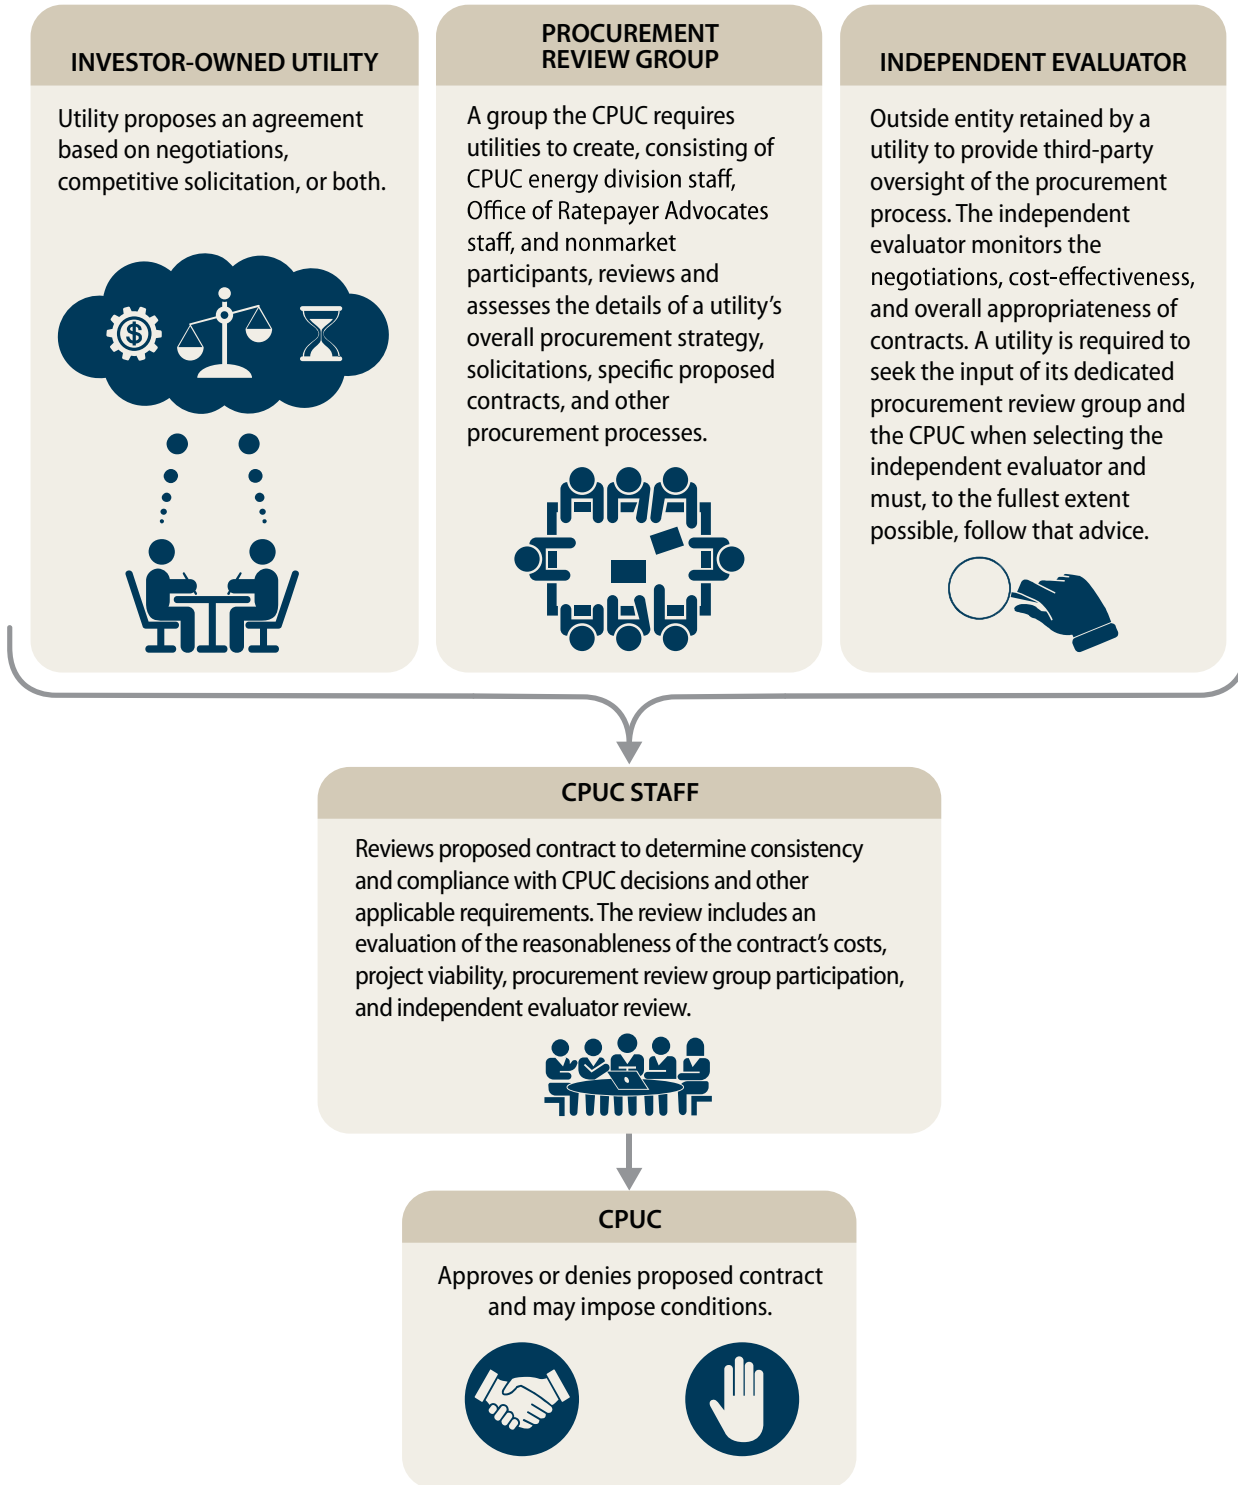 INVESTOR-OWNED UTILITY
Utility proposes an agreement
based on negotiations,
competitive solicitation, or both.
$
PROCUREMENT
REVIEW GROUP
A group the CPUC requires
utilities to create, consisting of
CPUC energy division staff,
Office of Ratepayer Advocates
staff, and nonmarket
participants, reviews and
assesses the details of a utility’s
overall procurement strategy,
solicitations, specific proposed
contracts, and other
procurement processes.
INDEPENDENT EVALUATOR
Outside entity retained by a
utility to provide third-party
oversight of the procurement
process. The independent
evaluator monitors the
negotiations, cost-effectiveness,
and overall appropriateness of
contracts. A utility is required to
seek the input of its dedicated
procurement review group and
the CPUC when selecting the
independent evaluator and
must, to the fullest extent
possible, follow that advice.
CPUC STAFF
Reviews proposed contract to determine consistency
and compliance with CPUC decisions and other
applicable requirements. The review includes an
evaluation of the reasonableness of the contract’s costs,
project viability, procurement review group participation,
and independent evaluator review.
CPUC
Approves or denies proposed contract
and may impose conditions.